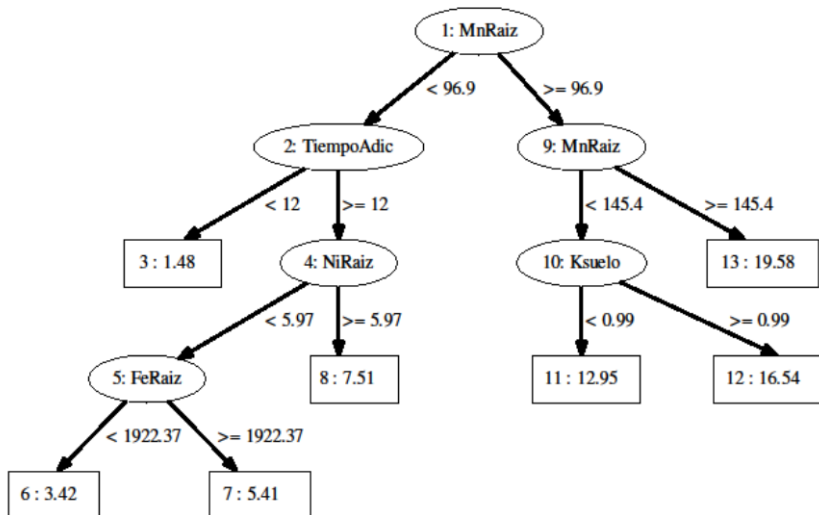 1: MnRaiz
< 96.9
>= 96.9
2: TiempoAdic
9: MnRaiz
< 12
>= 12
< 145.4
>= 145.4
3 : 1.48
4: NiRaiz
10: Ksuelo
13 : 19.58
< 5.97
>= 5.97
< 0.99
>= 0.99
5: FeRaiz
8 : 7.51
11 : 12.95
12 : 16.54
< 1922.37
>= 1922.37
6 : 3.42
7 : 5.41